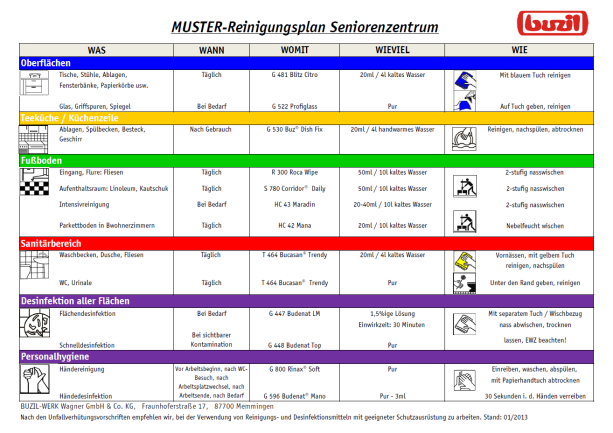 MUSTER-Reinigungsplan Seniorenzentrum
buzil
WAS WANN WOMIT WIEVIEL WIE
Oberflächen
Tische, Stühle, Ablagen, Täglich G 481 Blitz Citro 20ml / 4l kaltes Wasser Mit blauem Tuch reinigen
Fensterbänke, Papierkörbe usw.
Glas, Griffspuren, Spiegel Bei Bedarf G 522 Profiglass Pur Auf Tuch geben, reinigen
Teeküche / Küchenzeile
Ablagen, Spülbecken, Besteck, Nach Gebrauch G 530 Buz® Dish Fix 20ml / 4l handwarmes Wasser Reinigen, nachspülen, abtrocknen
Geschirr
Fußboden
Eingang, Flure: Fliesen Täglich R 300 Roca Wipe 50ml / 10l kaltes Wasser 2-stufig nasswischen
Aufenthaltsraum: Linoleum, Kautschuk Täglich S 780 Corridor® Daily 50ml / 10l kaltes Wasser 2-stufig nasswischen
Intensivreinigung Bei Bedarf HC 43 Maradin 20-40ml / 10l kaltes Wasser 2-stufig nasswischen
Parkettboden in Bwohnerzimmern Täglich HC 42 Mana 20ml / 10l kaltes Wasser Nebelfeucht wischen
Sanitärbereich
Waschbecken, Dusche, Fliesen Täglich T 464 Bucasan® Trendy 20-40ml / 4l kaltes Wasser Vornässen, mit gelbem Tuch
reinigen, nachspülen
WC, Urinale Täglich T 464 Bucasan® Trendy Pur Unter den Rand geben, reinigen
Desinfektion aller Flächen
Flächendesinfektion Bei Bedarf G 447 Budenat LM 1,5%ige Lösung Mit separatem Tuch / Wischbezug
Einwirkzeit: 30 Minuten nass abwischen, trocknen
Bei sichtbarer lassen, EWZ beachten!
Schnelldesinfektion Kontamination G 448 Budenat Top Pur
Personalhygiene
Händereinigung Vor Arbeitsbeginn, nach WC- G 800 Rinax® Soft Pur Einreiben, waschen, abspülen,
Besuch, nach mit Papierhandtuch abtrocknen
Arbeitsplatzwechsel, nach
Händedesinfektion Arbeitsende, nach Bedarf G 596 Budenat® Mano Pur - 3ml 30 Sekunden i. d. Händen verreiben
BUZIL-WERK Wagner GmbH & Co. KG, Fraunhoferstraße 17, 87700 Memmingen
Nach den Unfallverhütungsvorschriften empfehlen wir, bei der Verwendung von Reinigungs- und Desinfektionsmitteln mit geeigneter Schutzausrüstung zu arbeiten. Stand: 01/2013